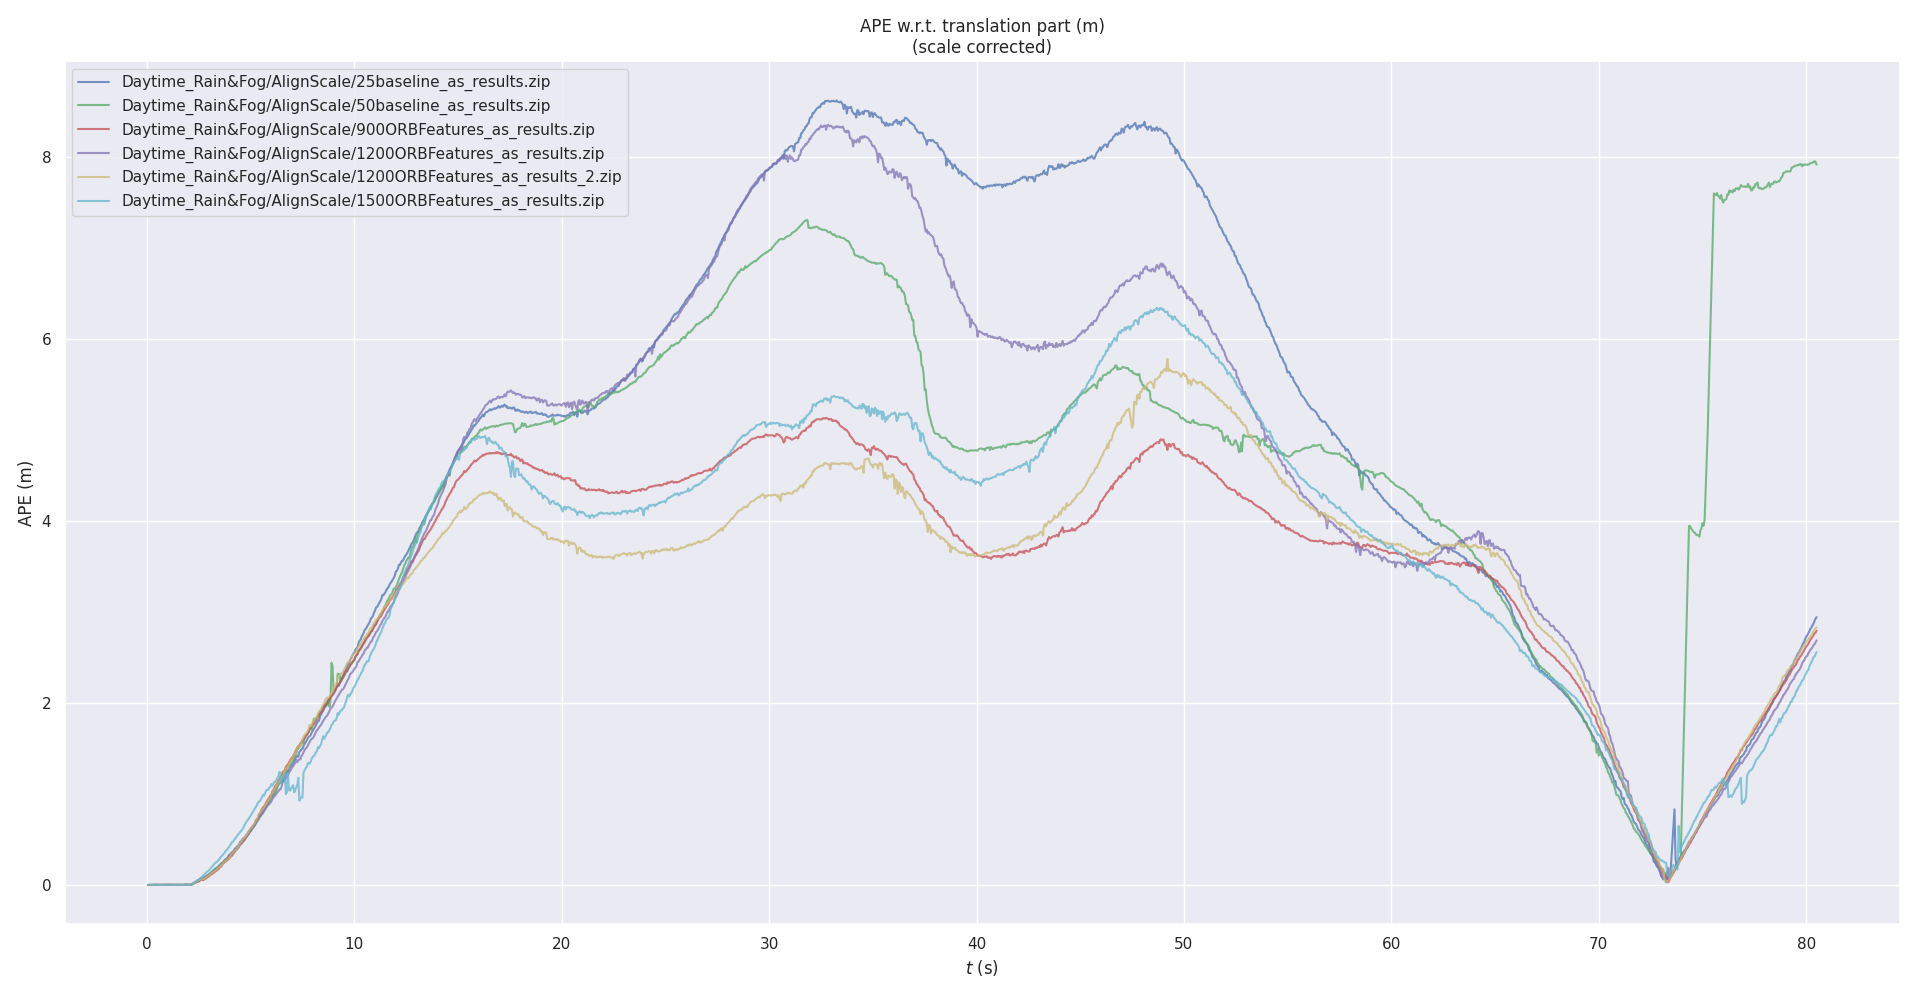 APE w.r.t. translation part (m)
(scale corrected)
Daytime_Rain&Fog/AlignScale/25baseline_as_results.zip
Daytime_Rain&Fog/AlignScale/50baseline_as_results.zip
Daytime_Rain&Fog/AlignScale/900ORBFeatures_as_results.zip
Daytime_Rain&Fog/AlignScale/1200ORBFeatures_as_results.zip
Daytime_Rain&Fog/AlignScale/1200ORBFeatures_as_results_2.zip
Daytime_Rain&Fog/AlignScale/1500ORBFeatures_as_results.zip
APE (m)
8
6
4
2
0
0 10 20 30 40 50 60 70 80
t (s)